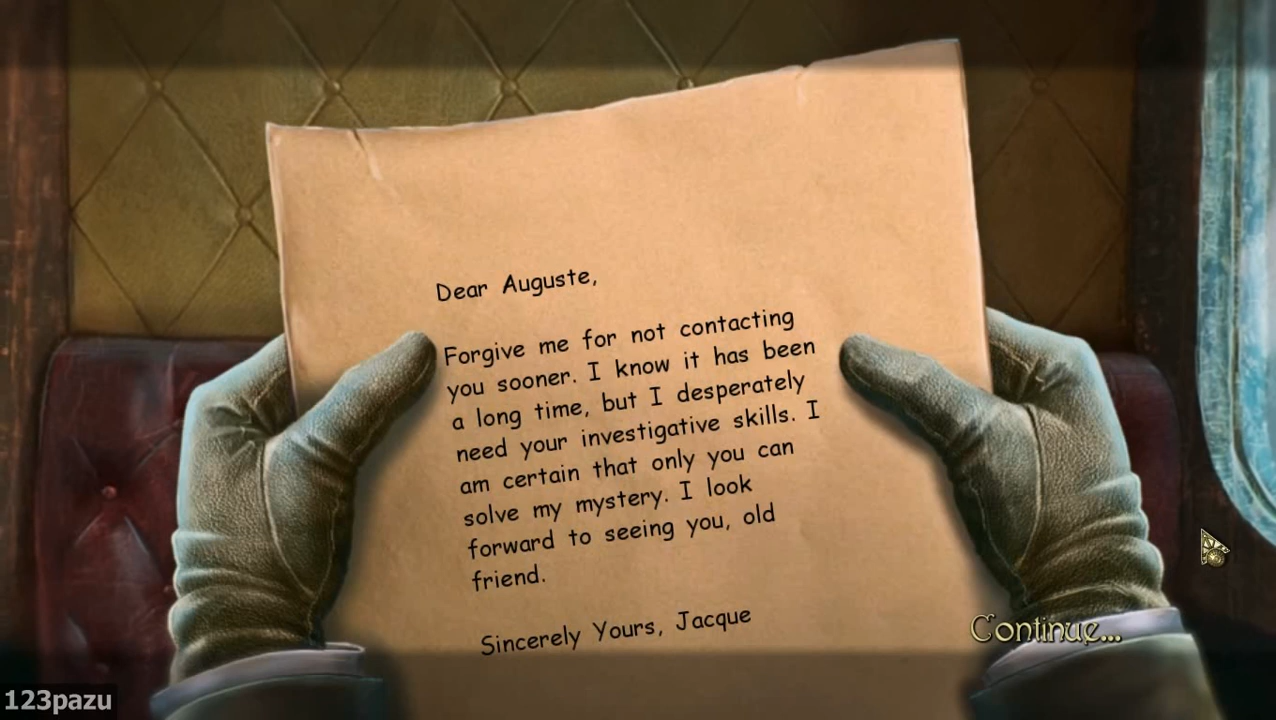 Dear Auguste,
Forgive me for not contacting
you sooner. I know it has been
a long time, but I desperately
need your investigative skills. I
am certain that only you can
solve my mystery. I look
forward to seeing you, old
friend.
Sincerely Yours, Jacque
Continue...
123pazu